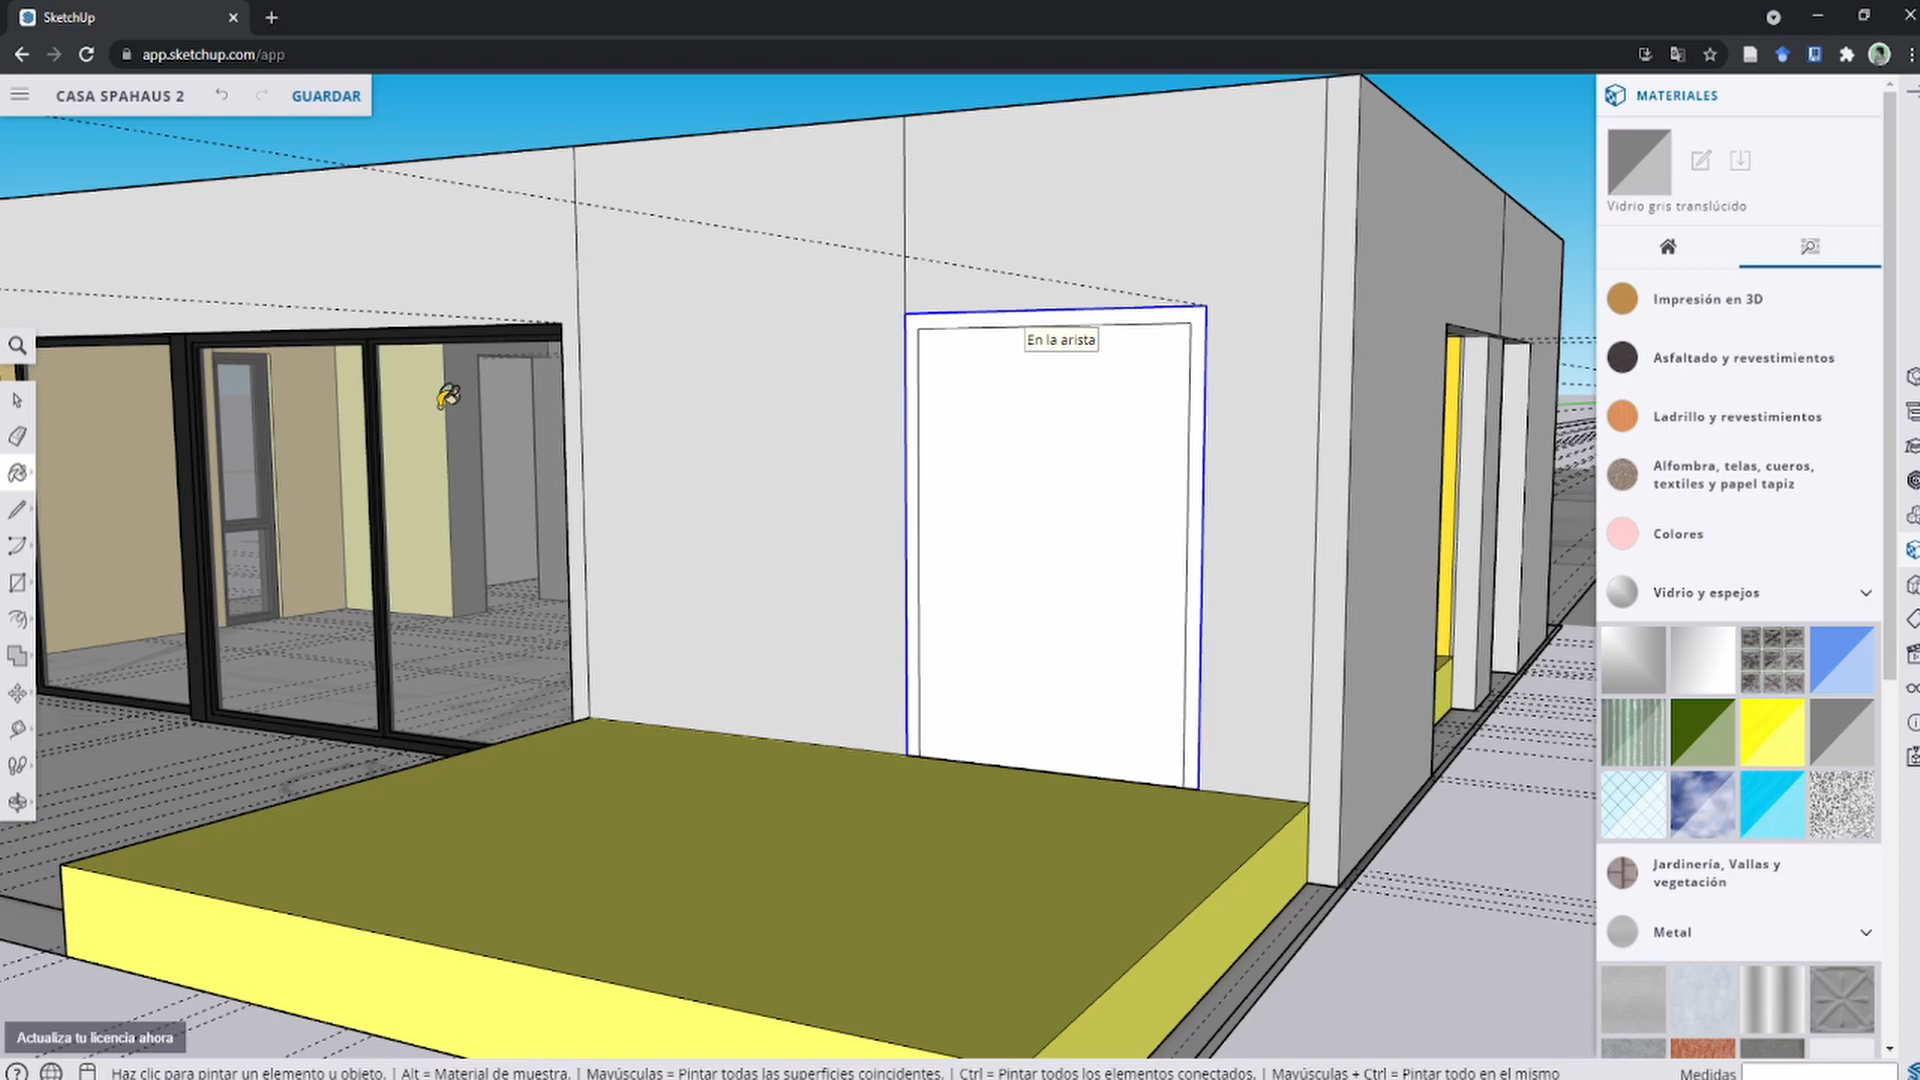 SketchUp
app.sketchup.com/app
CASA SPAHAUS 2
GUARDAR
MATERIALES
Vidrio gris translúcido
Impresión en 3D
Asfaltado y revestimientos
Ladrillo y revestimientos
Alfombra, telas, cueros,
textiles y papel tapiz
Colores
Vidrio y espejos
Jardinería, Vallas y
vegetación
Metal
En la arista
Actualiza tu licencia ahora
Haz clic para pintar un elemento u objeto. | Alt = Material de muestra. | Mayúsculas = Pintar todas las superficies coincidentes. | Ctrl = Pintar todos los elementos conectados. | Mayúsculas + Ctrl = Pintar todo en el mismo
Medidas